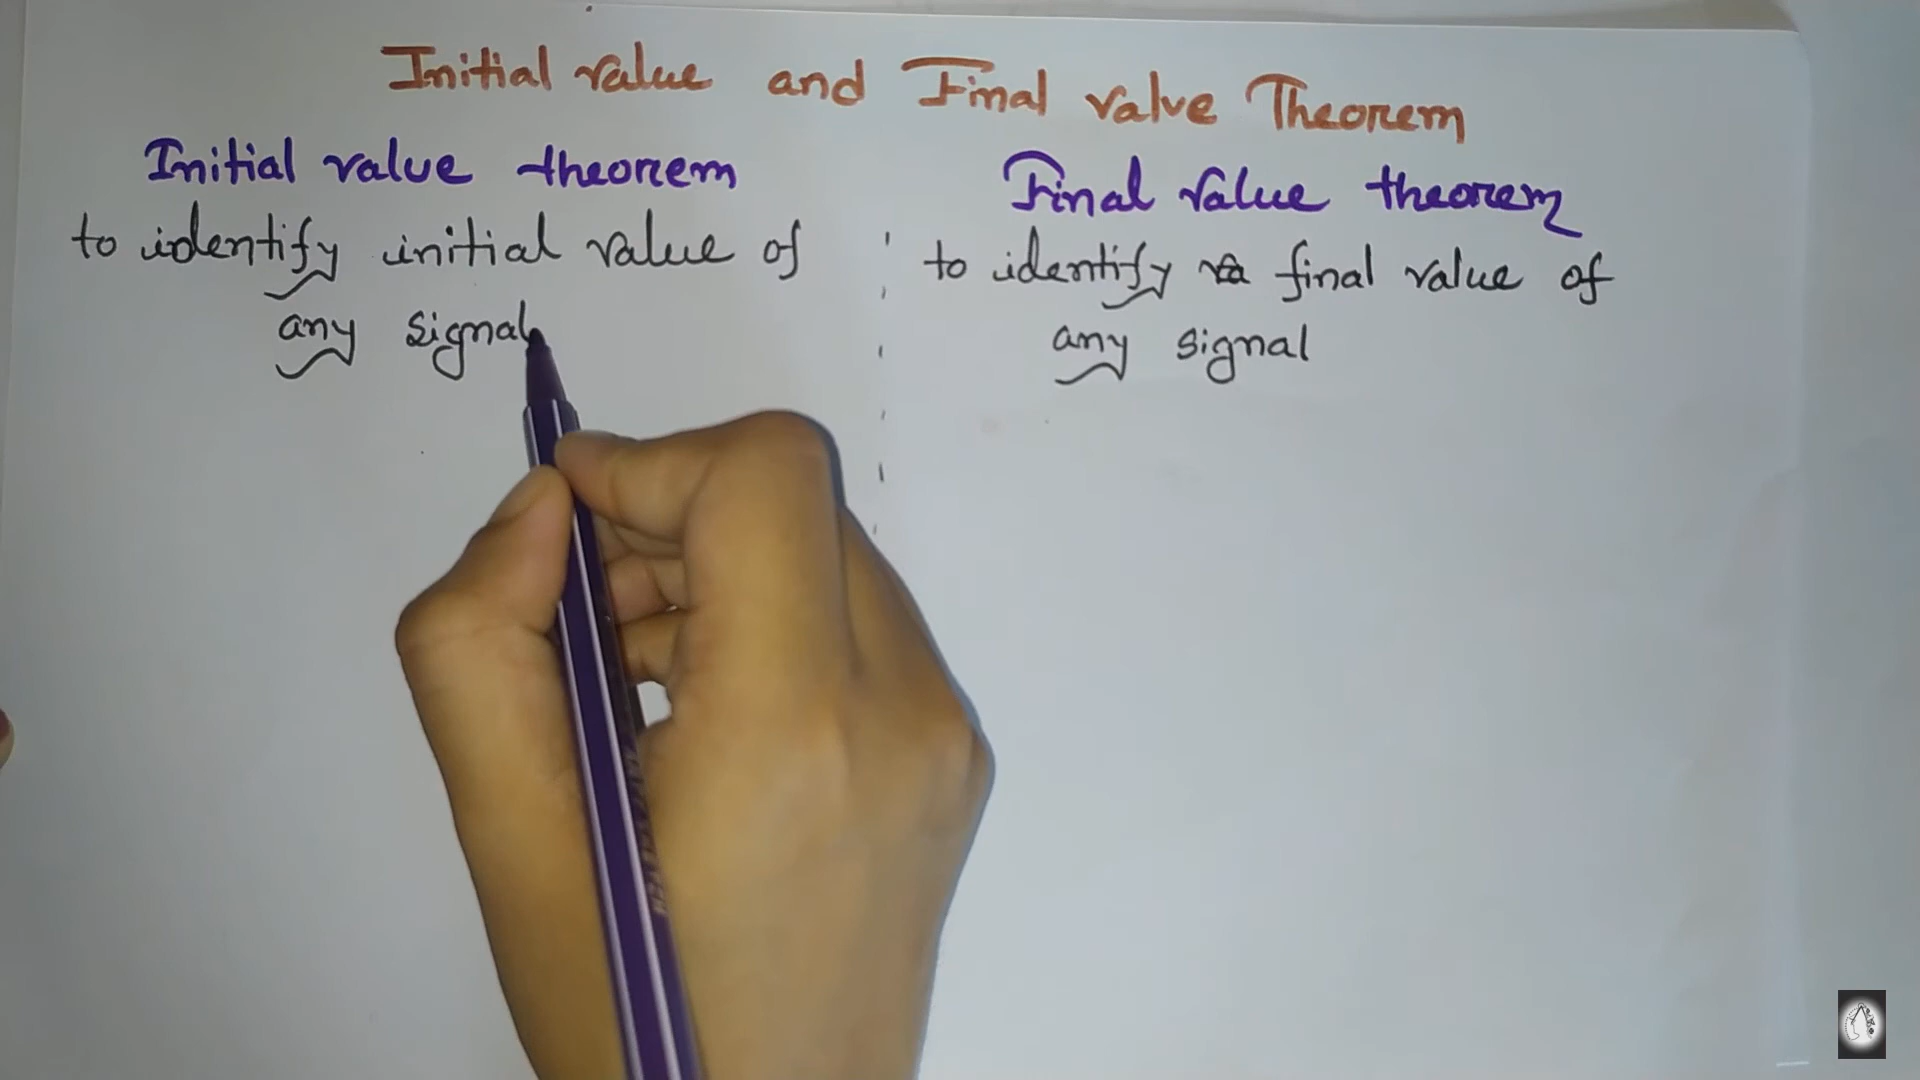 Initial value and Final value Theorem
Initial value theorem
to identify initial value of
any signal
Final value theorem
to identify va final value of
any signal